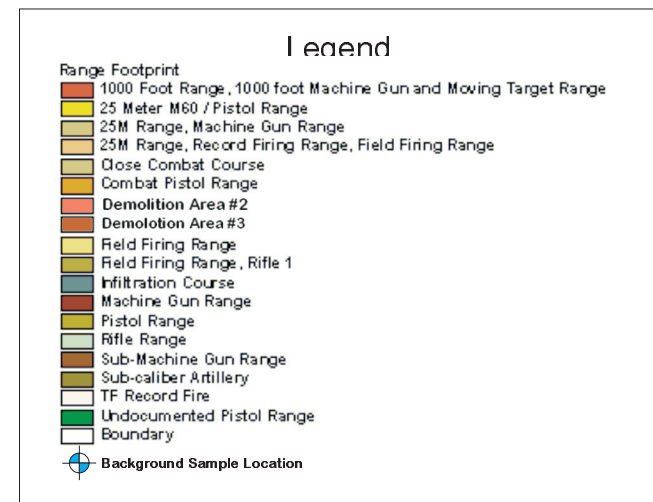 Legend
Range Footprint
1000 Foot Range, 1000 foot Machine Gun and Moving Target Range
25 Meter M60 / Pistol Range
25M Range, Machine Gun Range
25M Range, Record Firing Range, Field Firing Range
Close Combat Course
Combat Pistol Range
Demolition Area #2
Demolotion Area #3
Field Firing Range
Field Firing Range, Rifle 1
Infiltration Course
Machine Gun Range
Pistol Range
Rifle Range
Sub-Machine Gun Range
Sub-caliber Artillery
TF Record Fire
Undocumented Pistol Range
Boundary
Background Sample Location